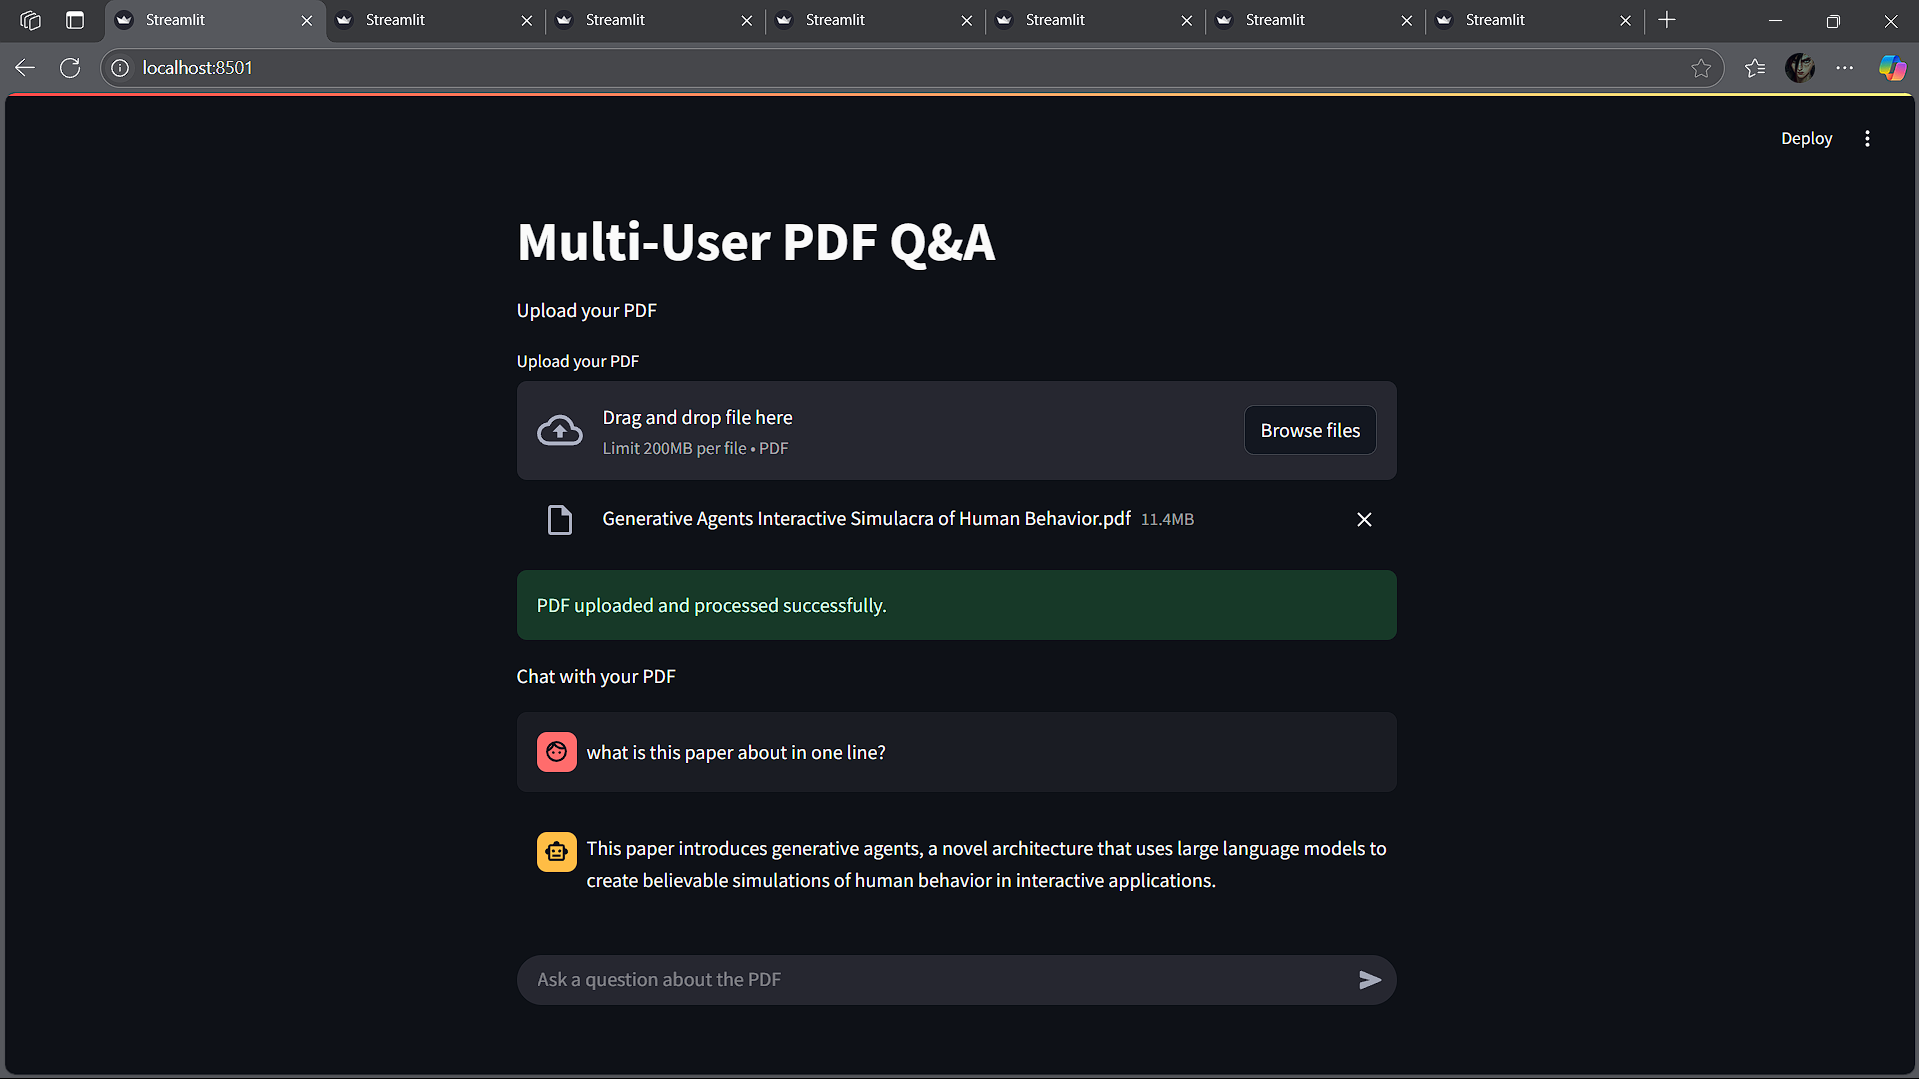 Streamlit
Streamlit
Streamlit
Streamlit
Streamlit
Streamlit
Streamlit
localhost:8501
Deploy
Multi-User PDF Q&A
Upload your PDF
Upload your PDF
Drag and drop file here
Limit 200MB per file • PDF
Browse files
Generative Agents Interactive Simulacra of Human Behavior.pdf 11.4MB
PDF uploaded and processed successfully.
Chat with your PDF
what is this paper about in one line?
This paper introduces generative agents, a novel architecture that uses large language models to
create believable simulations of human behavior in interactive applications.
Ask a question about the PDF